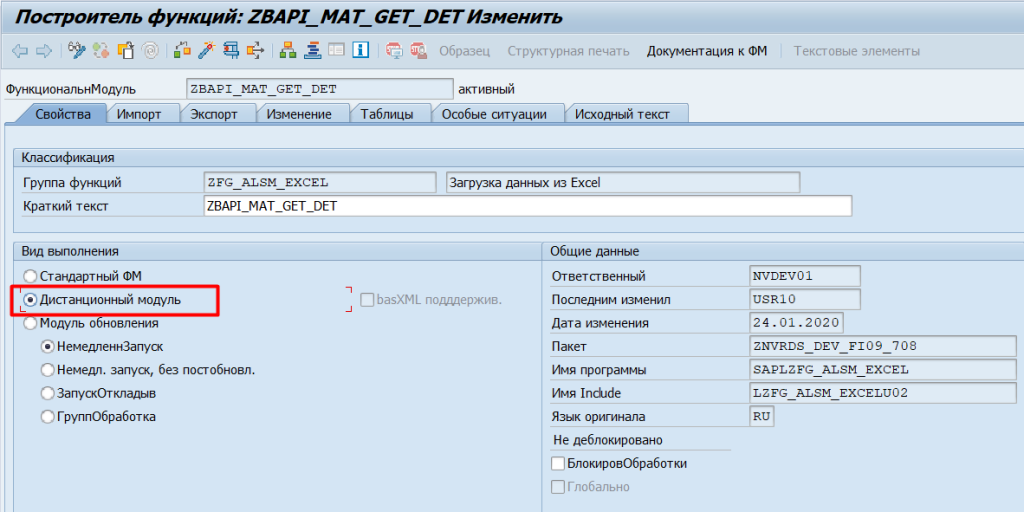 Построитель функций: ZBAPI_MAT_GET_DET Изменить
Образец Структурная печать Документация к ФМ Текстовые элементы
ФункциональнМодуль ZBAPI_MAT_GET_DET активный
Свойства Импорт Экспорт Изменение Таблицы Особые ситуации Исходный текст
Классификация
Группа функций ZFG_ALSM_EXCEL Загрузка данных из Excel
Краткий текст ZBAPI_MAT_GET_DET
Вид выполнения
Стандартный ФМ
Дистанционный модуль basXML подддержив.
Модуль обновления
НемедленнЗапуск
Немедл. запуск, без постобновл.
ЗапускОткладыв
ГруппОбработка
Общие данные
Ответственный NVDEV01
Последним изменил USR10
Дата изменения 24.01.2020
Пакет ZNVRDS_DEV_FI09_708
Имя программы SAPLZFG_ALSM_EXCEL
Имя Include LZFG_ALSM_EXCELU02
Язык оригинала RU
Не деблокировано
БлокировОбработки
Глобально